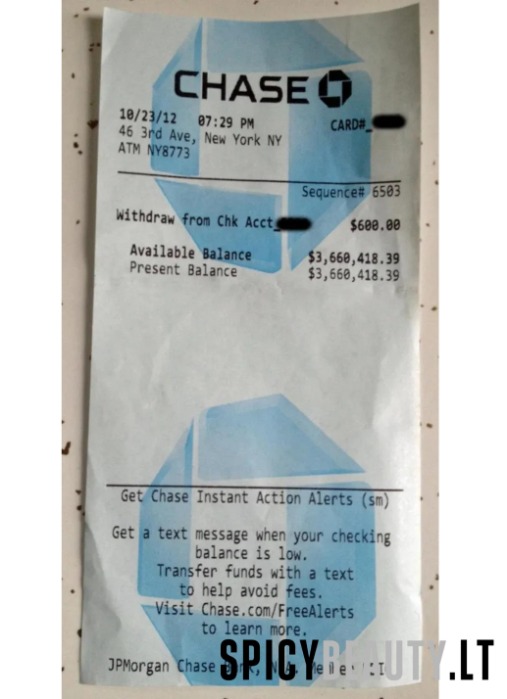 CHASE
10/23/12 07:29 PM CARD#
46 3rd Ave, New York NY
ATM NY8773
Sequence# 6503
Withdraw from Chk Acct $600.00
Available Balance $3,660,418.39
Present Balance $3,660,418.39
Get Chase Instant Action Alerts (sm)
Get a text message when your checking
balance is low.
Transfer funds with a text
to help avoid fees.
Visit Chase.com/FreeAlerts
to learn more.
JPMorgan Chase Bank, N.A.
SPICYBEAUTY.LT